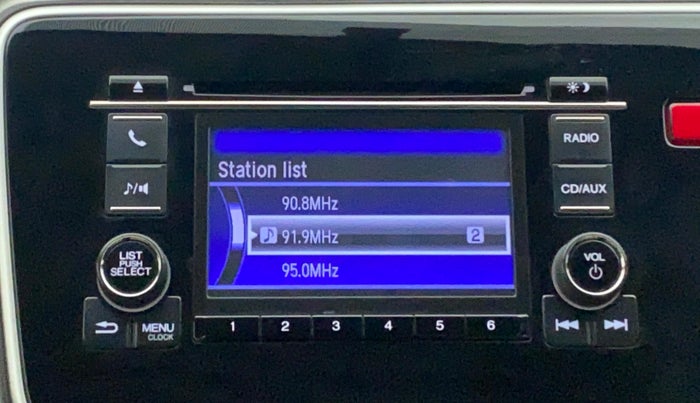 RADIO
Station list
CD/AUX
90.8MHz
91.9MHz 2
95.0MHz
LIST
PUSH
SELECT
VOL
MENU
CLOCK
1 2 3 4 5 6